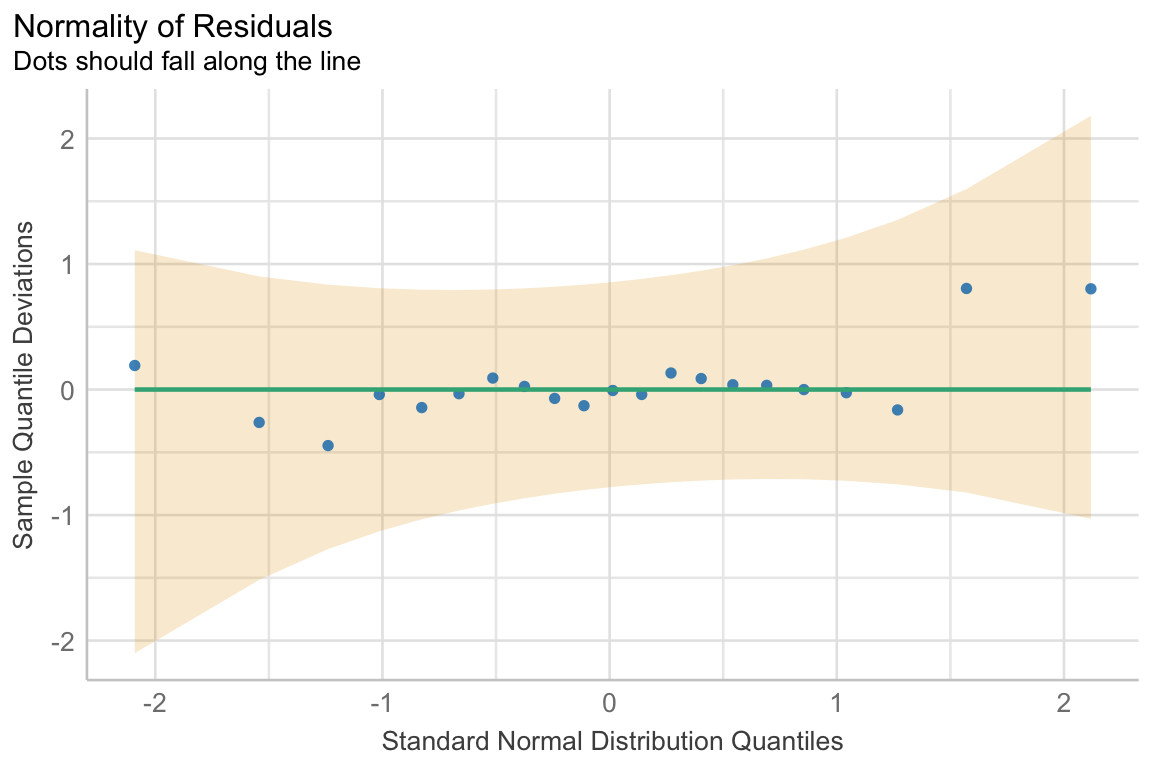 Normality of Residuals
Dots should fall along the line
Sample Quantile Deviations
2
1
0
-1
-2
-2
-1
0
1
2
Standard Normal Distribution Quantiles